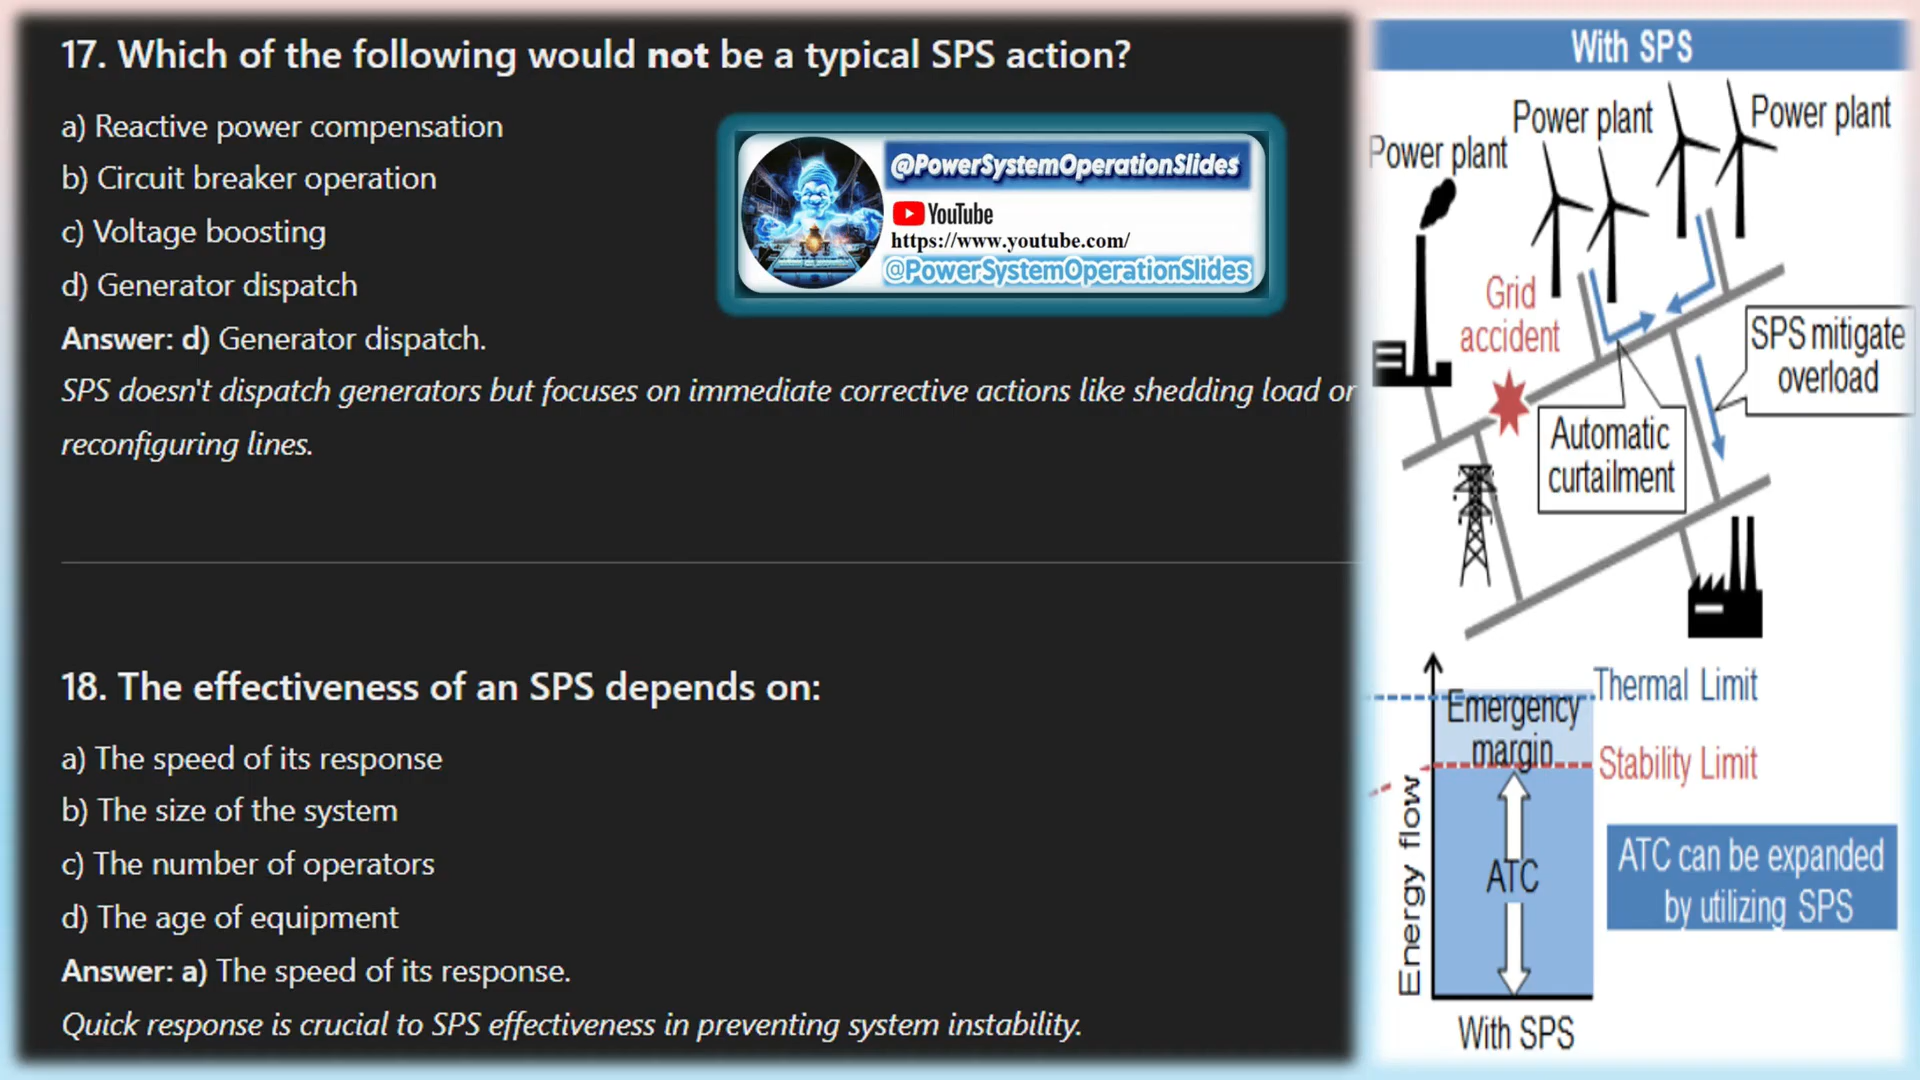 17. Which of the following would not be a typical SPS action?
a) Reactive power compensation
b) Circuit breaker operation
c) Voltage boosting
d) Generator dispatch
Answer: d) Generator dispatch.
SPS doesn't dispatch generators but focuses on immediate corrective actions like shedding load or
reconfiguring lines.
@PowerSystemOperationSlides
YouTube
https://www.youtube.com/
@PowerSystemOperationSlides
18. The effectiveness of an SPS depends on:
a) The speed of its response
b) The size of the system
c) The number of operators
d) The age of equipment
Answer: a) The speed of its response.
Quick response is crucial to SPS effectiveness in preventing system instability.
With SPS
Power plant
Power plant
Power plant
Grid
accident
SPS mitigate
overload
Automatic
curtailment
Thermal Limit
Emergency
margin
Stability Limit
Energy flow
ATC
ATC can be expanded
by utilizing SPS
With SPS